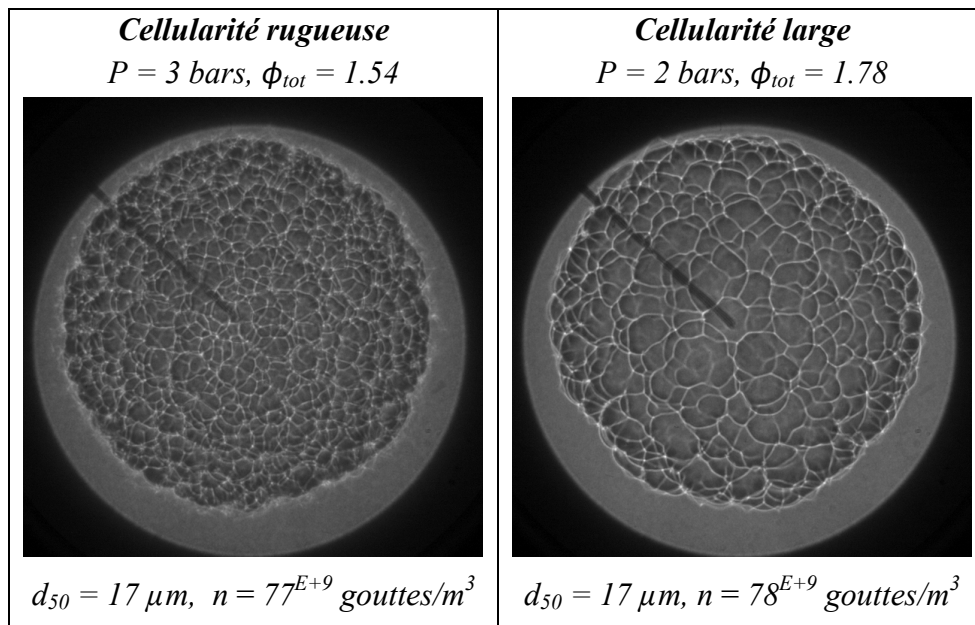 Cellularité rugueuse
P = 3 bars, ϕtot = 1.54
d50 = 17 μm, n = 77E+9 gouttes/m3
Cellularité large
P = 2 bars, ϕtot = 1.78
d50 = 17 μm, n = 78E+9 gouttes/m3